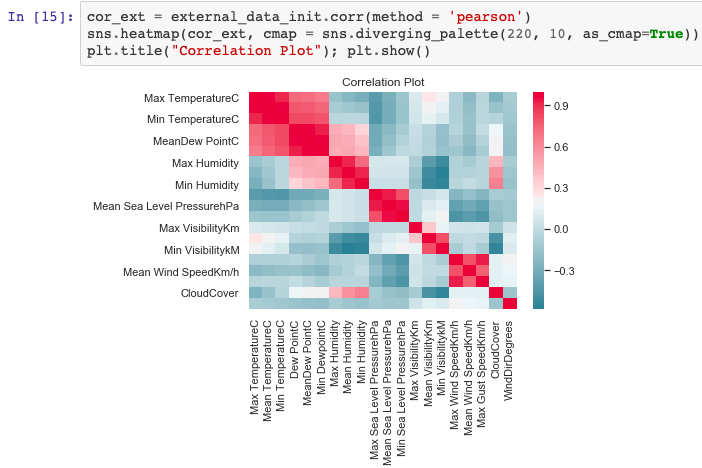 In [15]: cor_ext = external_data_init.corr(method = 'pearson')
sns.heatmap(cor_ext, cmap = sns.diverging_palette(220, 10, as_cmap=True))
plt.title("Correlation Plot"); plt.show()
Correlation Plot
Max TemperatureC
Min TemperatureC
MeanDew PointC
Max Humidity
Min Humidity
Mean Sea Level PressurehPa
Max VisibilityKm
Min VisibilitykM
Mean Wind SpeedKm/h
CloudCover
0.9
0.6
0.3
0.0
−0.3
Max TemperatureC
Mean TemperatureC
Min TemperatureC
Dew PointC
MeanDew PointC
Min DewpointC
Max Humidity
Mean Humidity
Min Humidity
Max Sea Level PressurehPa
Mean Sea Level PressurehPa
Min Sea Level PressurehPa
Max VisibilityKm
Mean VisibilityKm
Min VisibilitykM
Max Wind SpeedKm/h
Mean Wind SpeedKm/h
Max Gust SpeedKm/h
CloudCover
WindDirDegrees